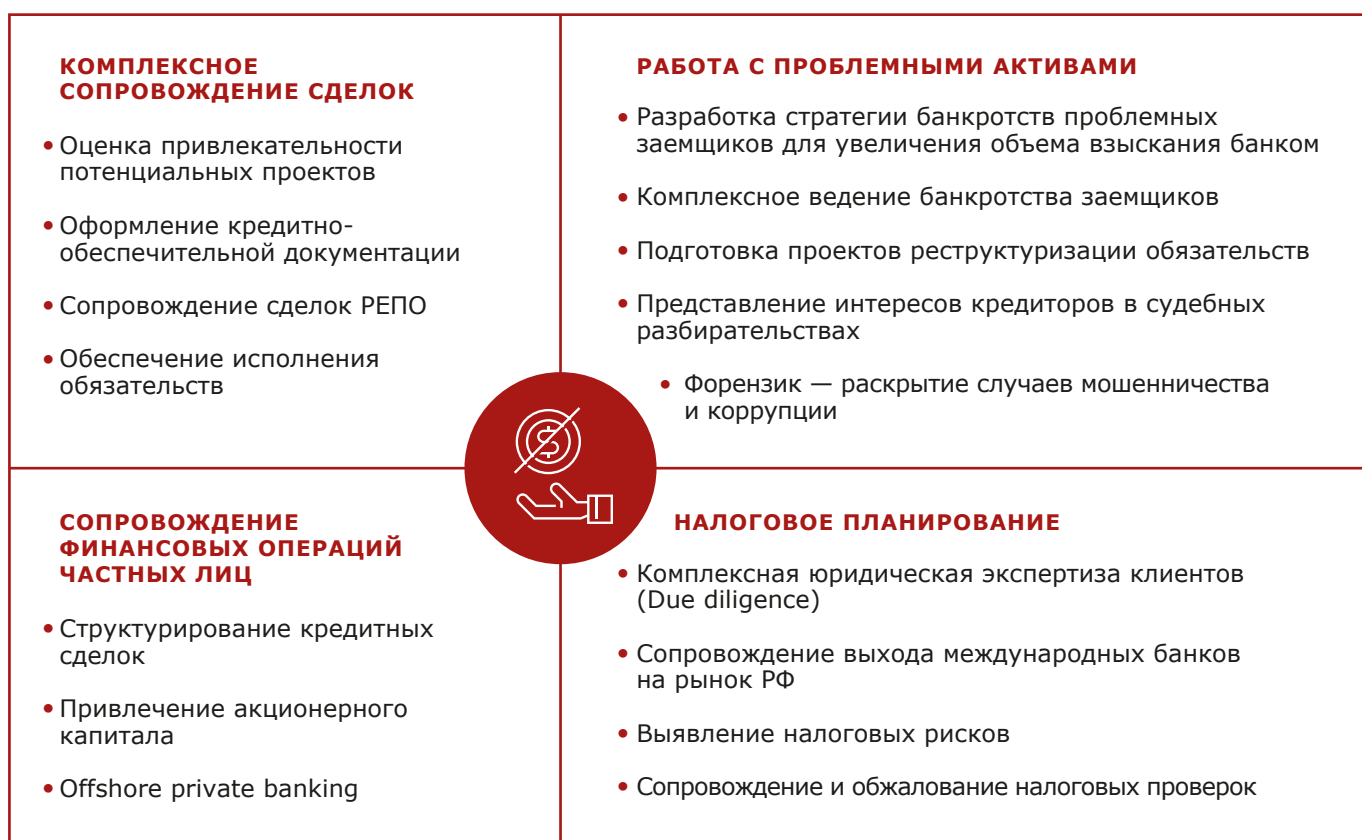 КОМПЛЕКСНОЕ
СОПРОВОЖДЕНИЕ СДЕЛОК
• Оценка привлекательности
потенциальных проектов
• Оформление кредитно-
обеспечительной документации
• Сопровождение сделок РЕПО
• Обеспечение исполнения
обязательств
РАБОТА С ПРОБЛЕМНЫМИ АКТИВАМИ
• Разработка стратегии банкротств проблемных
заемщиков для увеличения объема взыскания банком
• Комплексное ведение банкротства заемщиков
• Подготовка проектов реструктуризации обязательств
• Представление интересов кредиторов в судебных
разбирательствах
• Форензик — раскрытие случаев мошенничества
и коррупции
СОПРОВОЖДЕНИЕ
ФИНАНСОВЫХ ОПЕРАЦИЙ
ЧАСТНЫХ ЛИЦ
• Структурирование кредитных
сделок
• Привлечение акционерного
капитала
• Offshore private banking
НАЛОГОВОЕ ПЛАНИРОВАНИЕ
• Комплексная юридическая экспертиза клиентов
(Due diligence)
• Сопровождение выхода международных банков
на рынок РФ
• Выявление налоговых рисков
• Сопровождение и обжалование налоговых проверок